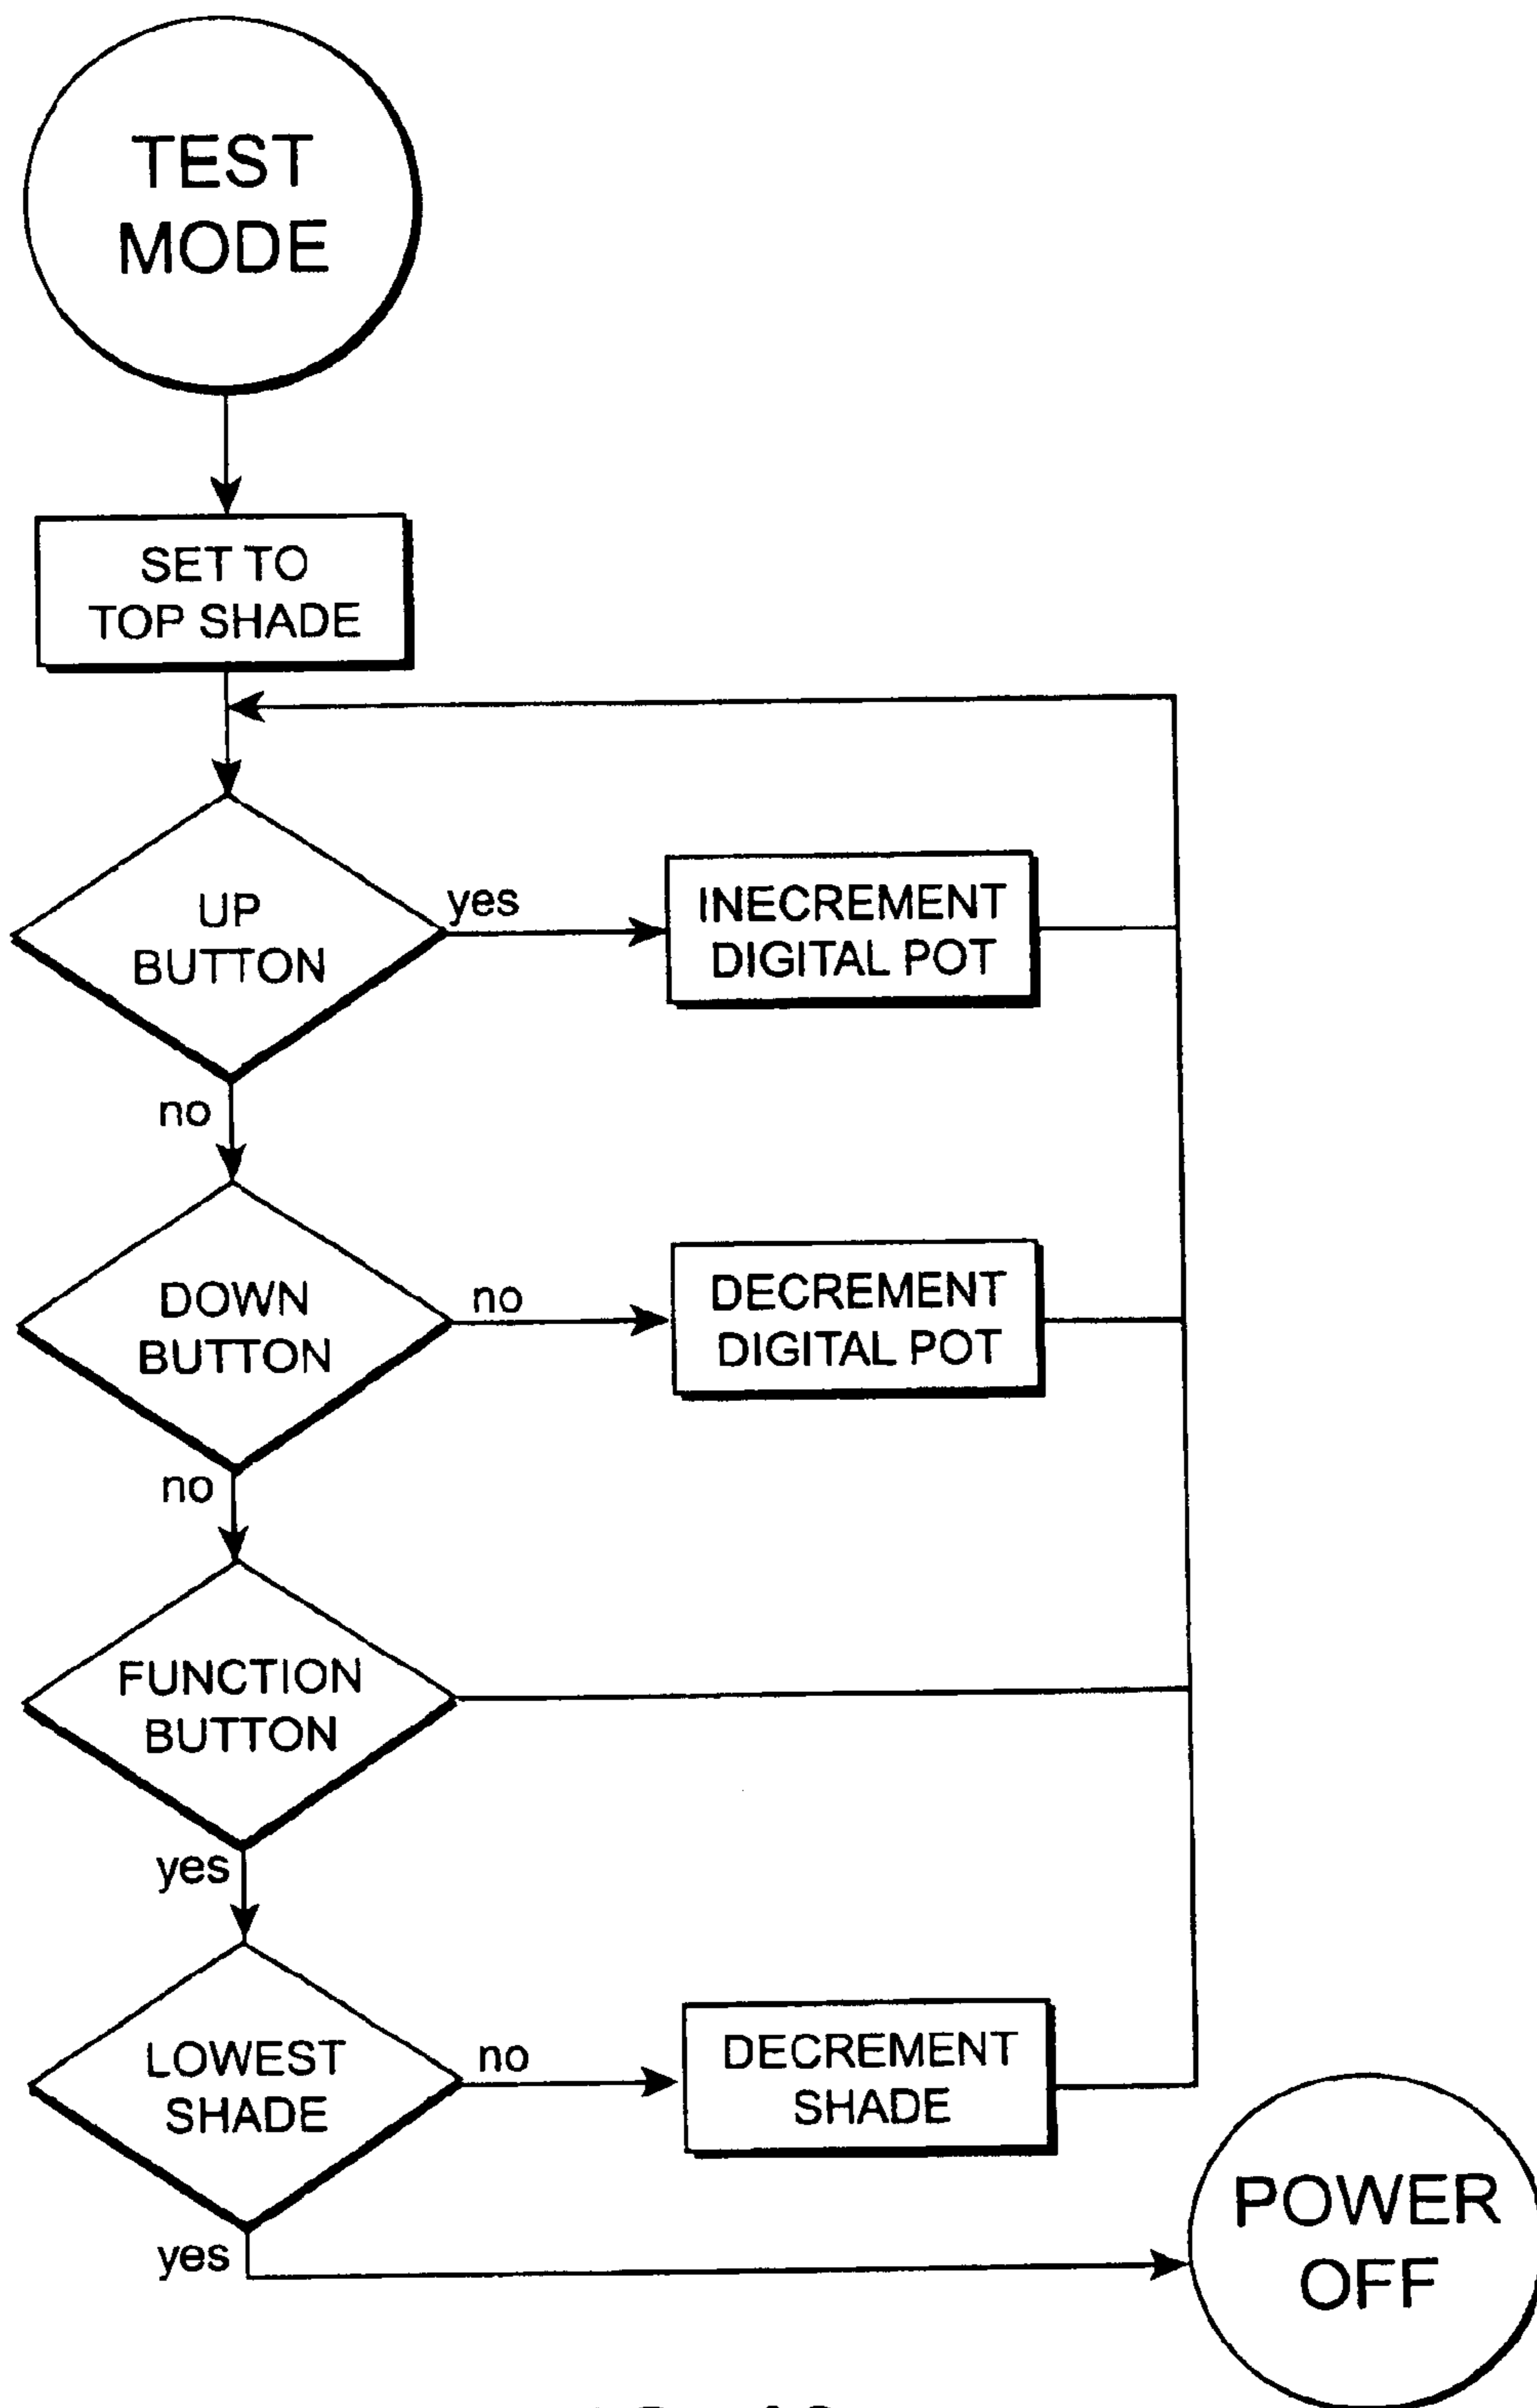 TEST
MODE
SET TO
TOP SHADE
UP
BUTTON
yes
INECREMENT
DIGITAL POT
no
DOWN
BUTTON
no
DECREMENT
DIGITAL POT
no
FUNCTION
BUTTON
yes
LOWEST
SHADE
no
DECREMENT
SHADE
yes
POWER
OFF